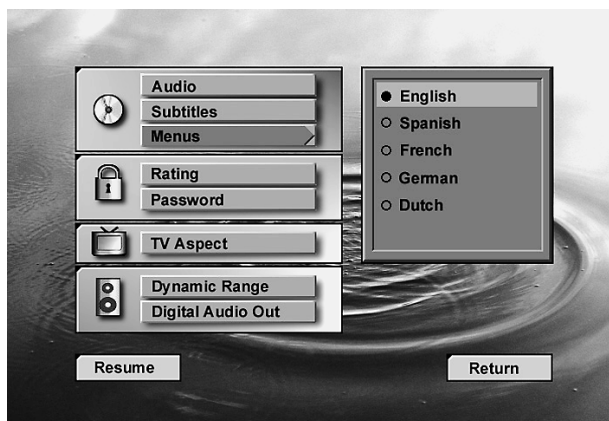 Audio
Subtitles
Menus
Rating
Password
TV Aspect
Dynamic Range
Digital Audio Out
English
Spanish
French
German
Dutch
Resume
Return